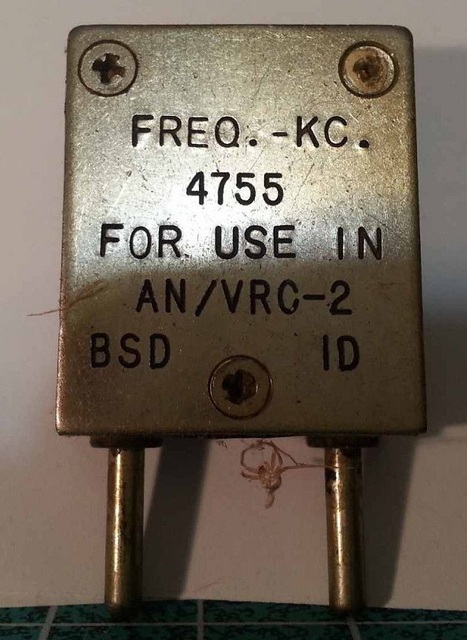 FREQ.-KC.
4755
FOR USE IN
AN/VRC-2
BSD ID